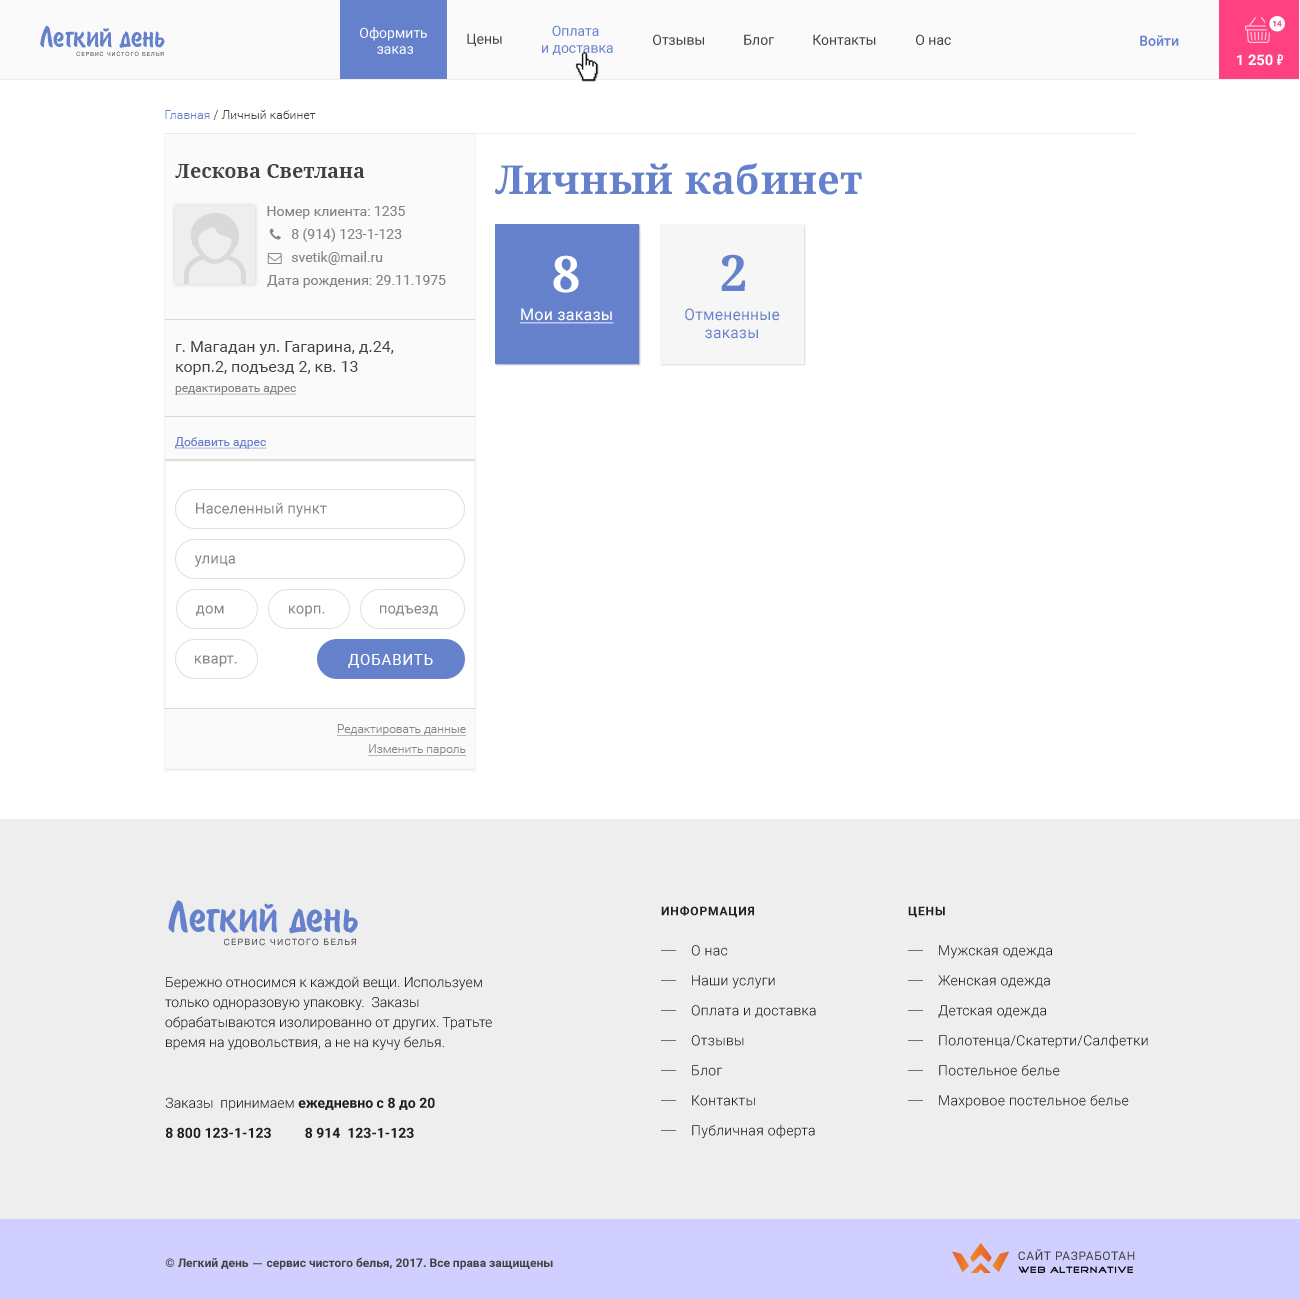 Легкий день
СЕРВИС ЧИСТОГО БЕЛЬЯ
Оформить
заказ
Цены
Оплата
и доставка
Отзывы
Блог
Контакты
О нас
Войти
14
1 250 ₽
Главная / Личный кабинет
Лескова Светлана
Номер клиента: 1235
8 (914) 123-1-123
svetik@mail.ru
Дата рождения: 29.11.1975
г. Магадан ул. Гагарина, д.24,
корп.2, подъезд 2, кв. 13
редактировать адрес
Добавить адрес
Населенный пункт
улица
дом
корп.
подъезд
кварт.
ДОБАВИТЬ
Редактировать данные
Изменить пароль
Личный кабинет
8
Мои заказы
2
Отмененные
заказы
Легкий день
СЕРВИС ЧИСТОГО БЕЛЬЯ
Бережно относимся к каждой вещи. Используем
только одноразовую упаковку.  Заказы
обрабатываются изолированно от других. Тратьте
время на удовольствия, а не на кучу белья.
Заказы  принимаем ежедневно с 8 до 20
8 800 123-1-123
8 914  123-1-123
ИНФОРМАЦИЯ
— О нас
— Наши услуги
— Оплата и доставка
— Отзывы
— Блог
— Контакты
— Публичная оферта
ЦЕНЫ
— Мужская одежда
— Женская одежда
— Детская одежда
— Полотенца/Скатерти/Салфетки
— Постельное белье
— Махровое постельное белье
© Легкий день — сервис чистого белья, 2017. Все права защищены
САЙТ РАЗРАБОТАН
WEB ALTERNATIVE